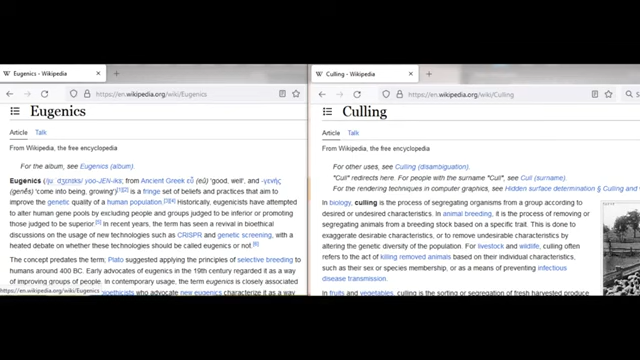 Eugenics - Wikipedia
https://en.wikipedia.org/wiki/Eugenics
Eugenics
Article Talk
From Wikipedia, the free encyclopedia
For the album, see Eugenics (album).
Eugenics (/juːˈdʒɛnɪks/ yoo-JEN-iks; from Ancient Greek εὖ (eû) 'good, well', and -γενής
(genḗs) 'come into being, growing')[1][2] is a fringe set of beliefs and practices that aim to
improve the genetic quality of a human population.[3][4] Historically, eugenicists have attempted
to alter human gene pools by excluding people and groups judged to be inferior or promoting
those judged to be superior.[5] In recent years, the term has seen a revival in bioethical
discussions on the usage of new technologies such as CRISPR and genetic screening, with a
heated debate on whether these technologies should be called eugenics or not.[6]
The concept predates the term; Plato suggested applying the principles of selective breeding to
humans around 400 BC. Early advocates of eugenics in the 19th century regarded it as a way
of improving groups of people. In contemporary usage, the term eugenics is closely associated
bioethicists who advocate new eugenics characterize it as a way
https://en.wikipedia.org/wiki/Eugenics
Culling - Wikipedia
https://en.wikipedia.org/wiki/Culling
Culling
Article Talk
From Wikipedia, the free encyclopedia
For other uses, see Culling (disambiguation).
"Cull" redirects here. For people with the surname "Cull", see Cull (surname).
For the rendering techniques in computer graphics, see Hidden surface determination § Culling and
In biology, culling is the process of segregating organisms from a group according to
desired or undesired characteristics. In animal breeding, it is the process of removing or
segregating animals from a breeding stock based on a specific trait. This is done to
exaggerate desirable characteristics, or to remove undesirable characteristics by
altering the genetic diversity of the population. For livestock and wildlife, culling often
refers to the act of killing removed animals based on their individual characteristics,
such as their sex or species membership, or as a means of preventing infectious
disease transmission.
In fruits and vegetables, culling is the sorting or segregation of fresh harvested produce